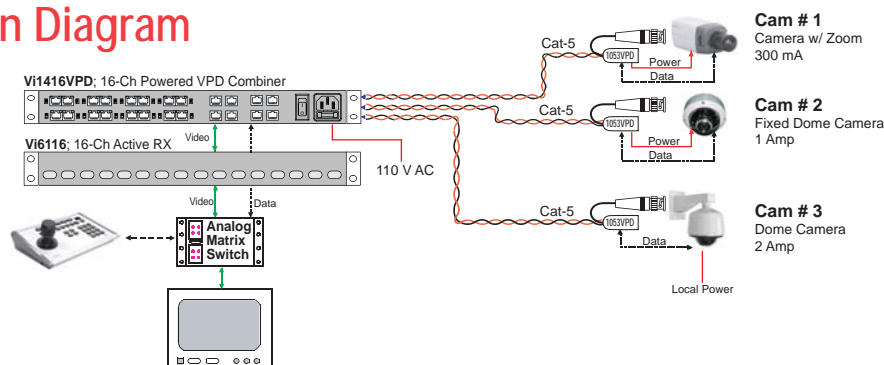 n Diagram
Vi1416VPD; 16-Ch Powered VPD Combiner
Video
Vi6116; 16-Ch Active RX
110 V AC
Video
Data
Analog
Matrix
Switch
Cat-5
1053VPD
Power
Data
Cam # 1
Camera w/ Zoom
300 mA
Cat-5
1053VPD
Power
Data
Cam # 2
Fixed Dome Camera
1 Amp
Cat-5
1053VPD
Data
Local Power
Cam # 3
Dome Camera
2 Amp